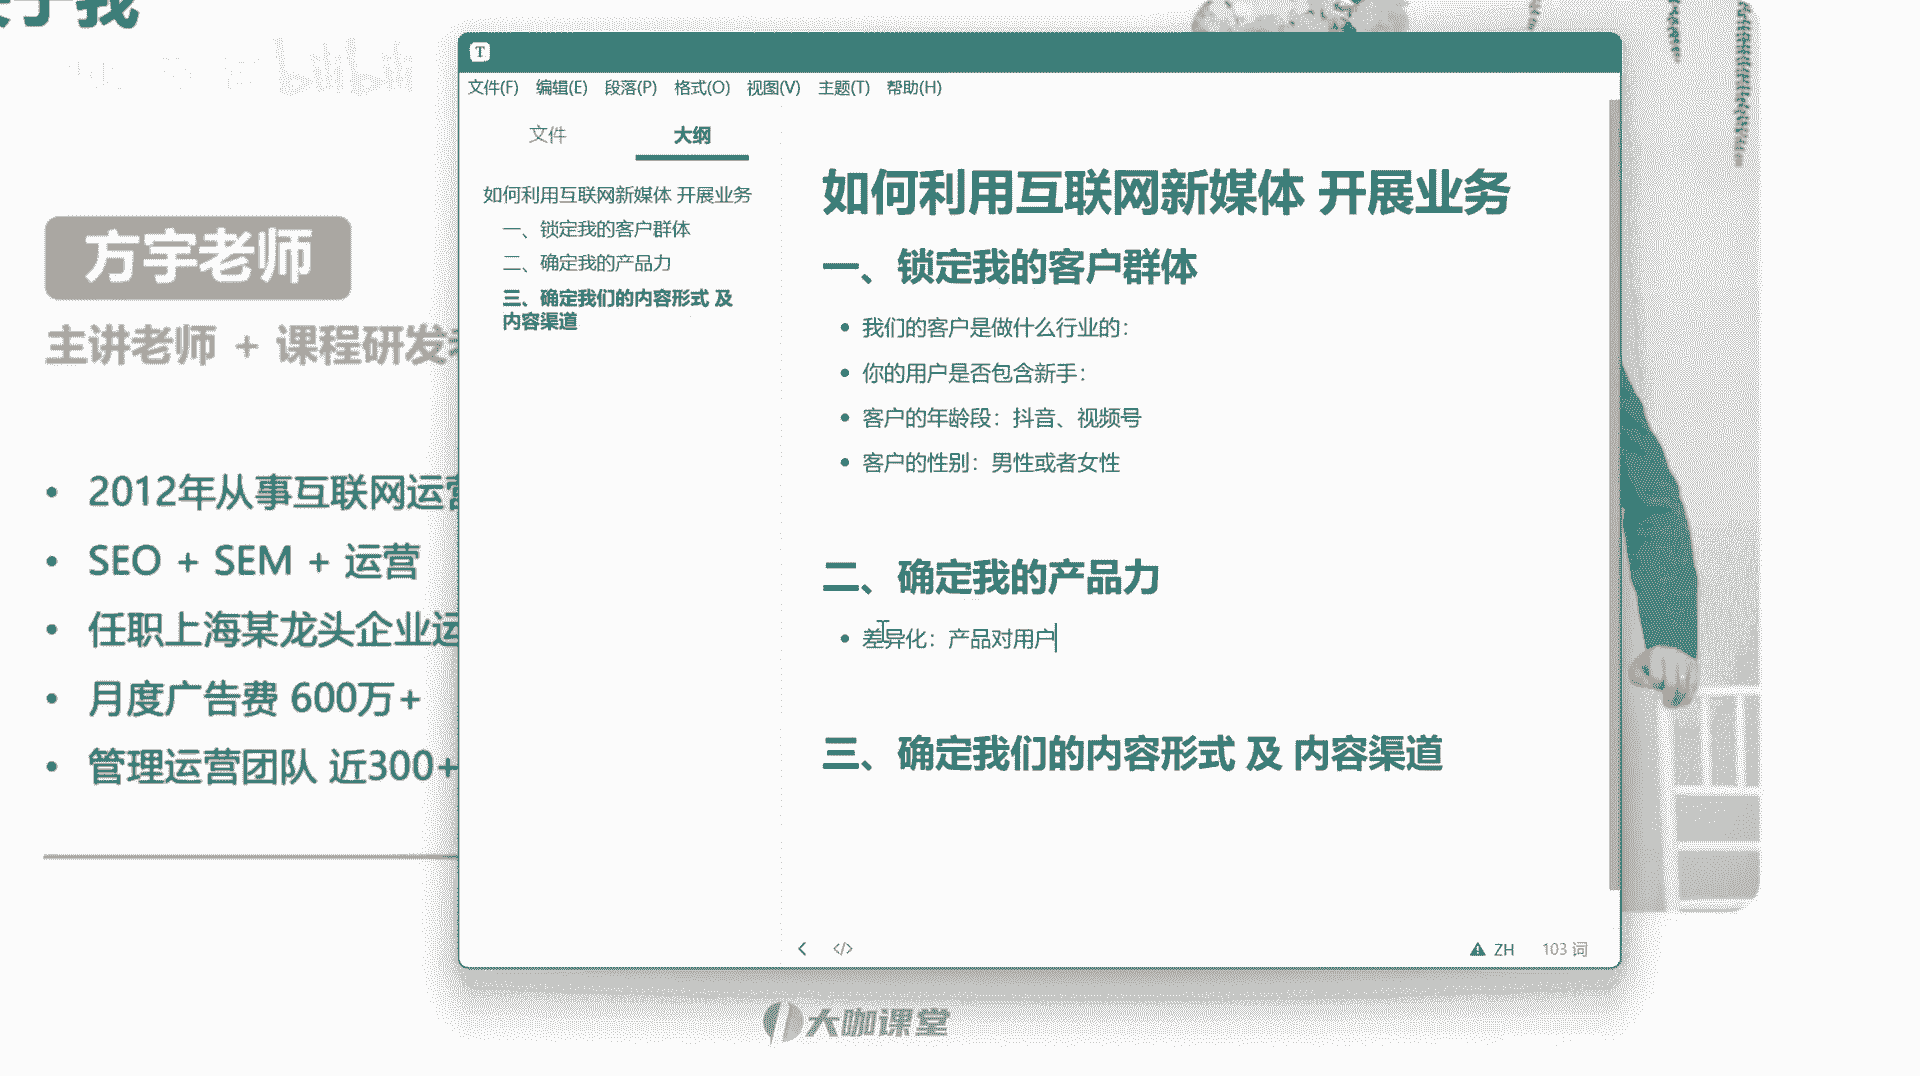 于我
bilibili
方宇老师
主讲老师 + 课程研发
2012年从事互联网运营
SEO + SEM + 运营
任职上海某龙头企业运
月度广告费 600万+
管理运营团队 近300+
T
文件(F) 编辑(E) 段落(P) 格式(O) 视图(V) 主题(T) 帮助(H)
文件 大纲
如何利用互联网新媒体 开展业务
一、锁定我的客户群体
二、确定我的产品力
三、确定我们的内容形式 及
内容渠道
如何利用互联网新媒体 开展业务
一、锁定我的客户群体
我们的客户是做什么行业的：
你的用户是否包含新手：
客户的年龄段：抖音、视频号
客户的性别：男性或者女性
二、确定我的产品力
差异化：产品对用户
三、确定我们的内容形式 及 内容渠道
</> ZH 103 词
大咖课堂